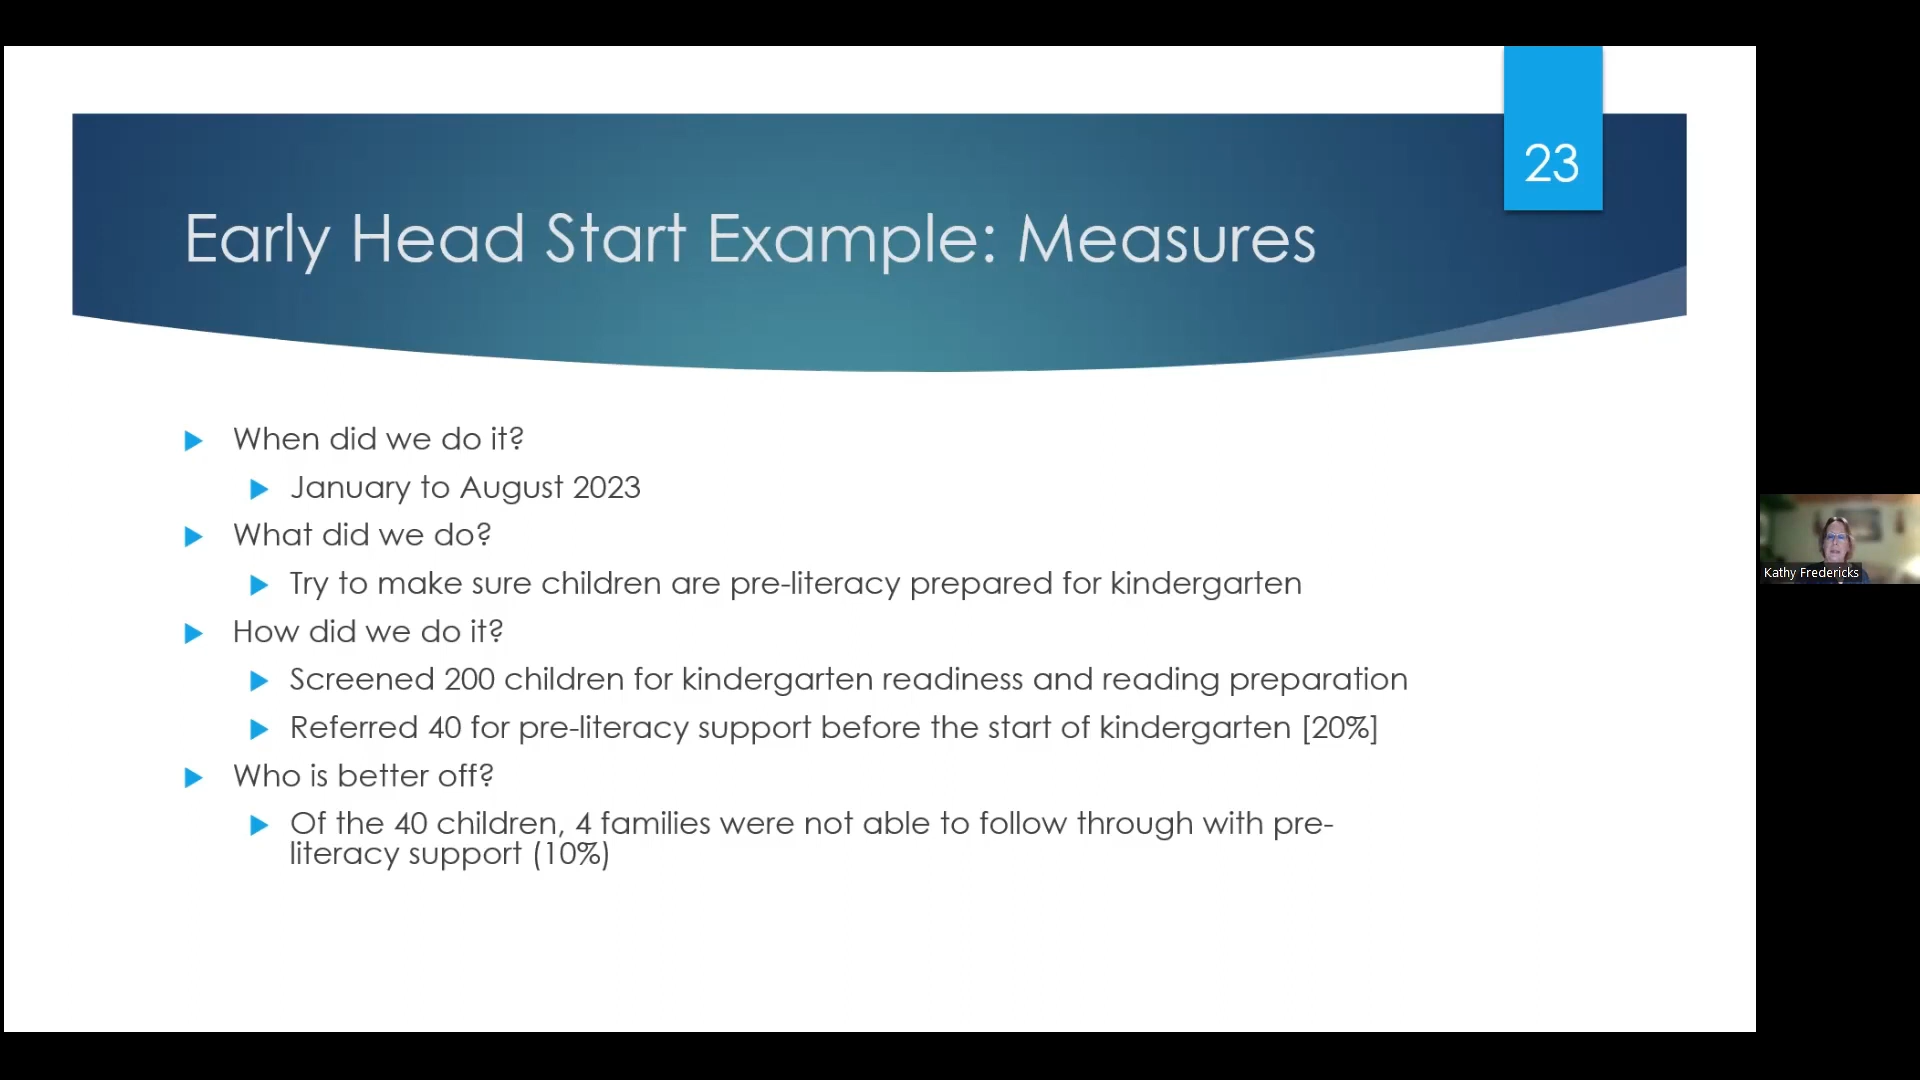 23
Early Head Start Example: Measures
When did we do it?
January to August 2023
What did we do?
Try to make sure children are pre-literacy prepared for kindergarten
How did we do it?
Screened 200 children for kindergarten readiness and reading preparation
Referred 40 for pre-literacy support before the start of kindergarten [20%]
Who is better off?
Of the 40 children, 4 families were not able to follow through with pre-
literacy support (10%)
Kathy Fredericks